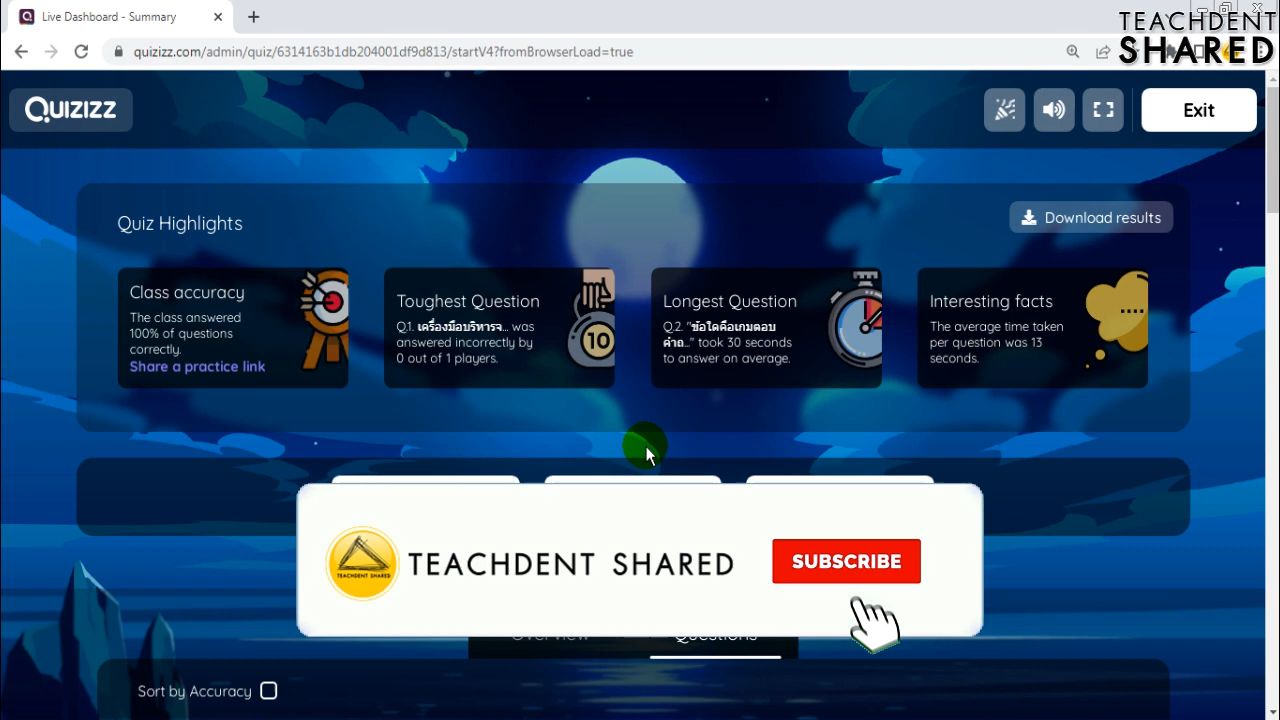 Live Dashboard - Summary
TEACHDENT
SHARED
quizizz.com/admin/quiz/6314163b1db204001df9d813/startV4?fromBrowserLoad=true
QUIZIZZ
Exit
Quiz Highlights
Download results
Class accuracy
The class answered
100% of questions
correctly.
Share a practice link
Toughest Question
Q.1. เครื่องมือบริหารจ... was
answered incorrectly by
0 out of 1 players.
10
Longest Question
Q.2. "ข้อใดคือเกมตอบ
คำถ..." took 30 seconds
to answer on average.
Interesting facts
The average time taken
per question was 13
seconds.
TEACHDENT SHARED
TEACHDENT SHARED
SUBSCRIBE
Overview
Questions
Sort by Accuracy